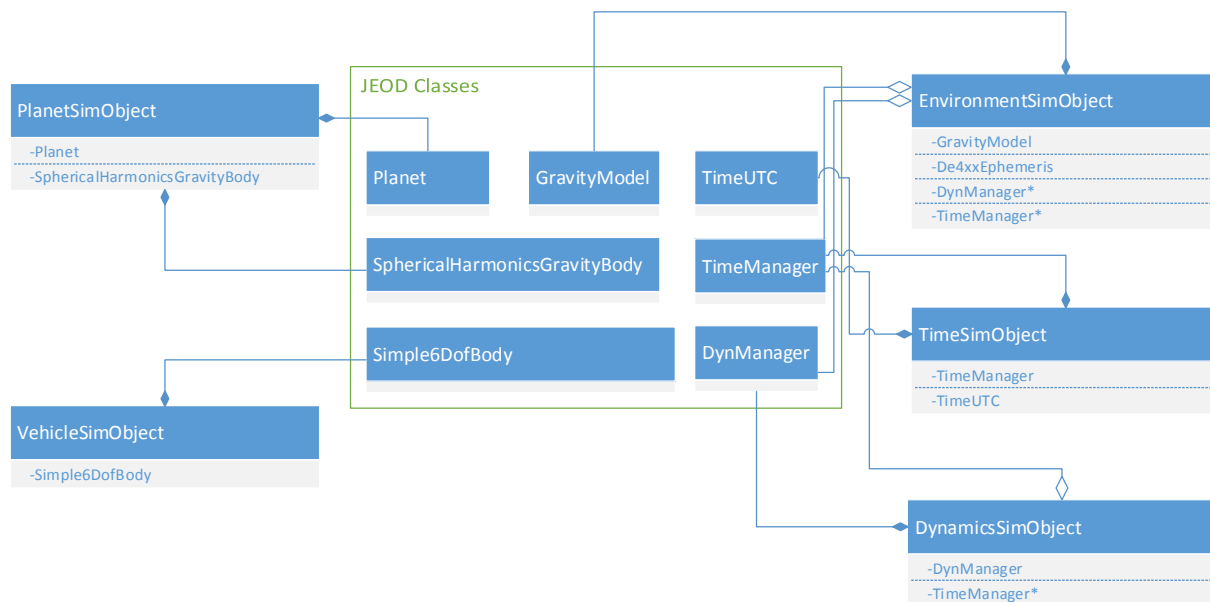 JEOD Classes
PlanetSimObject
-Planet
-SphericalHarmonicsGravityBody
EnvironmentSimObject
-GravityModel
-De4xxEphemeris
-DynManager*
-TimeManager*
Planet
GravityModel
TimeUTC
SphericalHarmonicsGravityBody
TimeManager
Simple6DofBody
DynManager
TimeSimObject
-TimeManager
-TimeUTC
VehicleSimObject
-Simple6DofBody
DynamicsSimObject
-DynManager
-TimeManager*